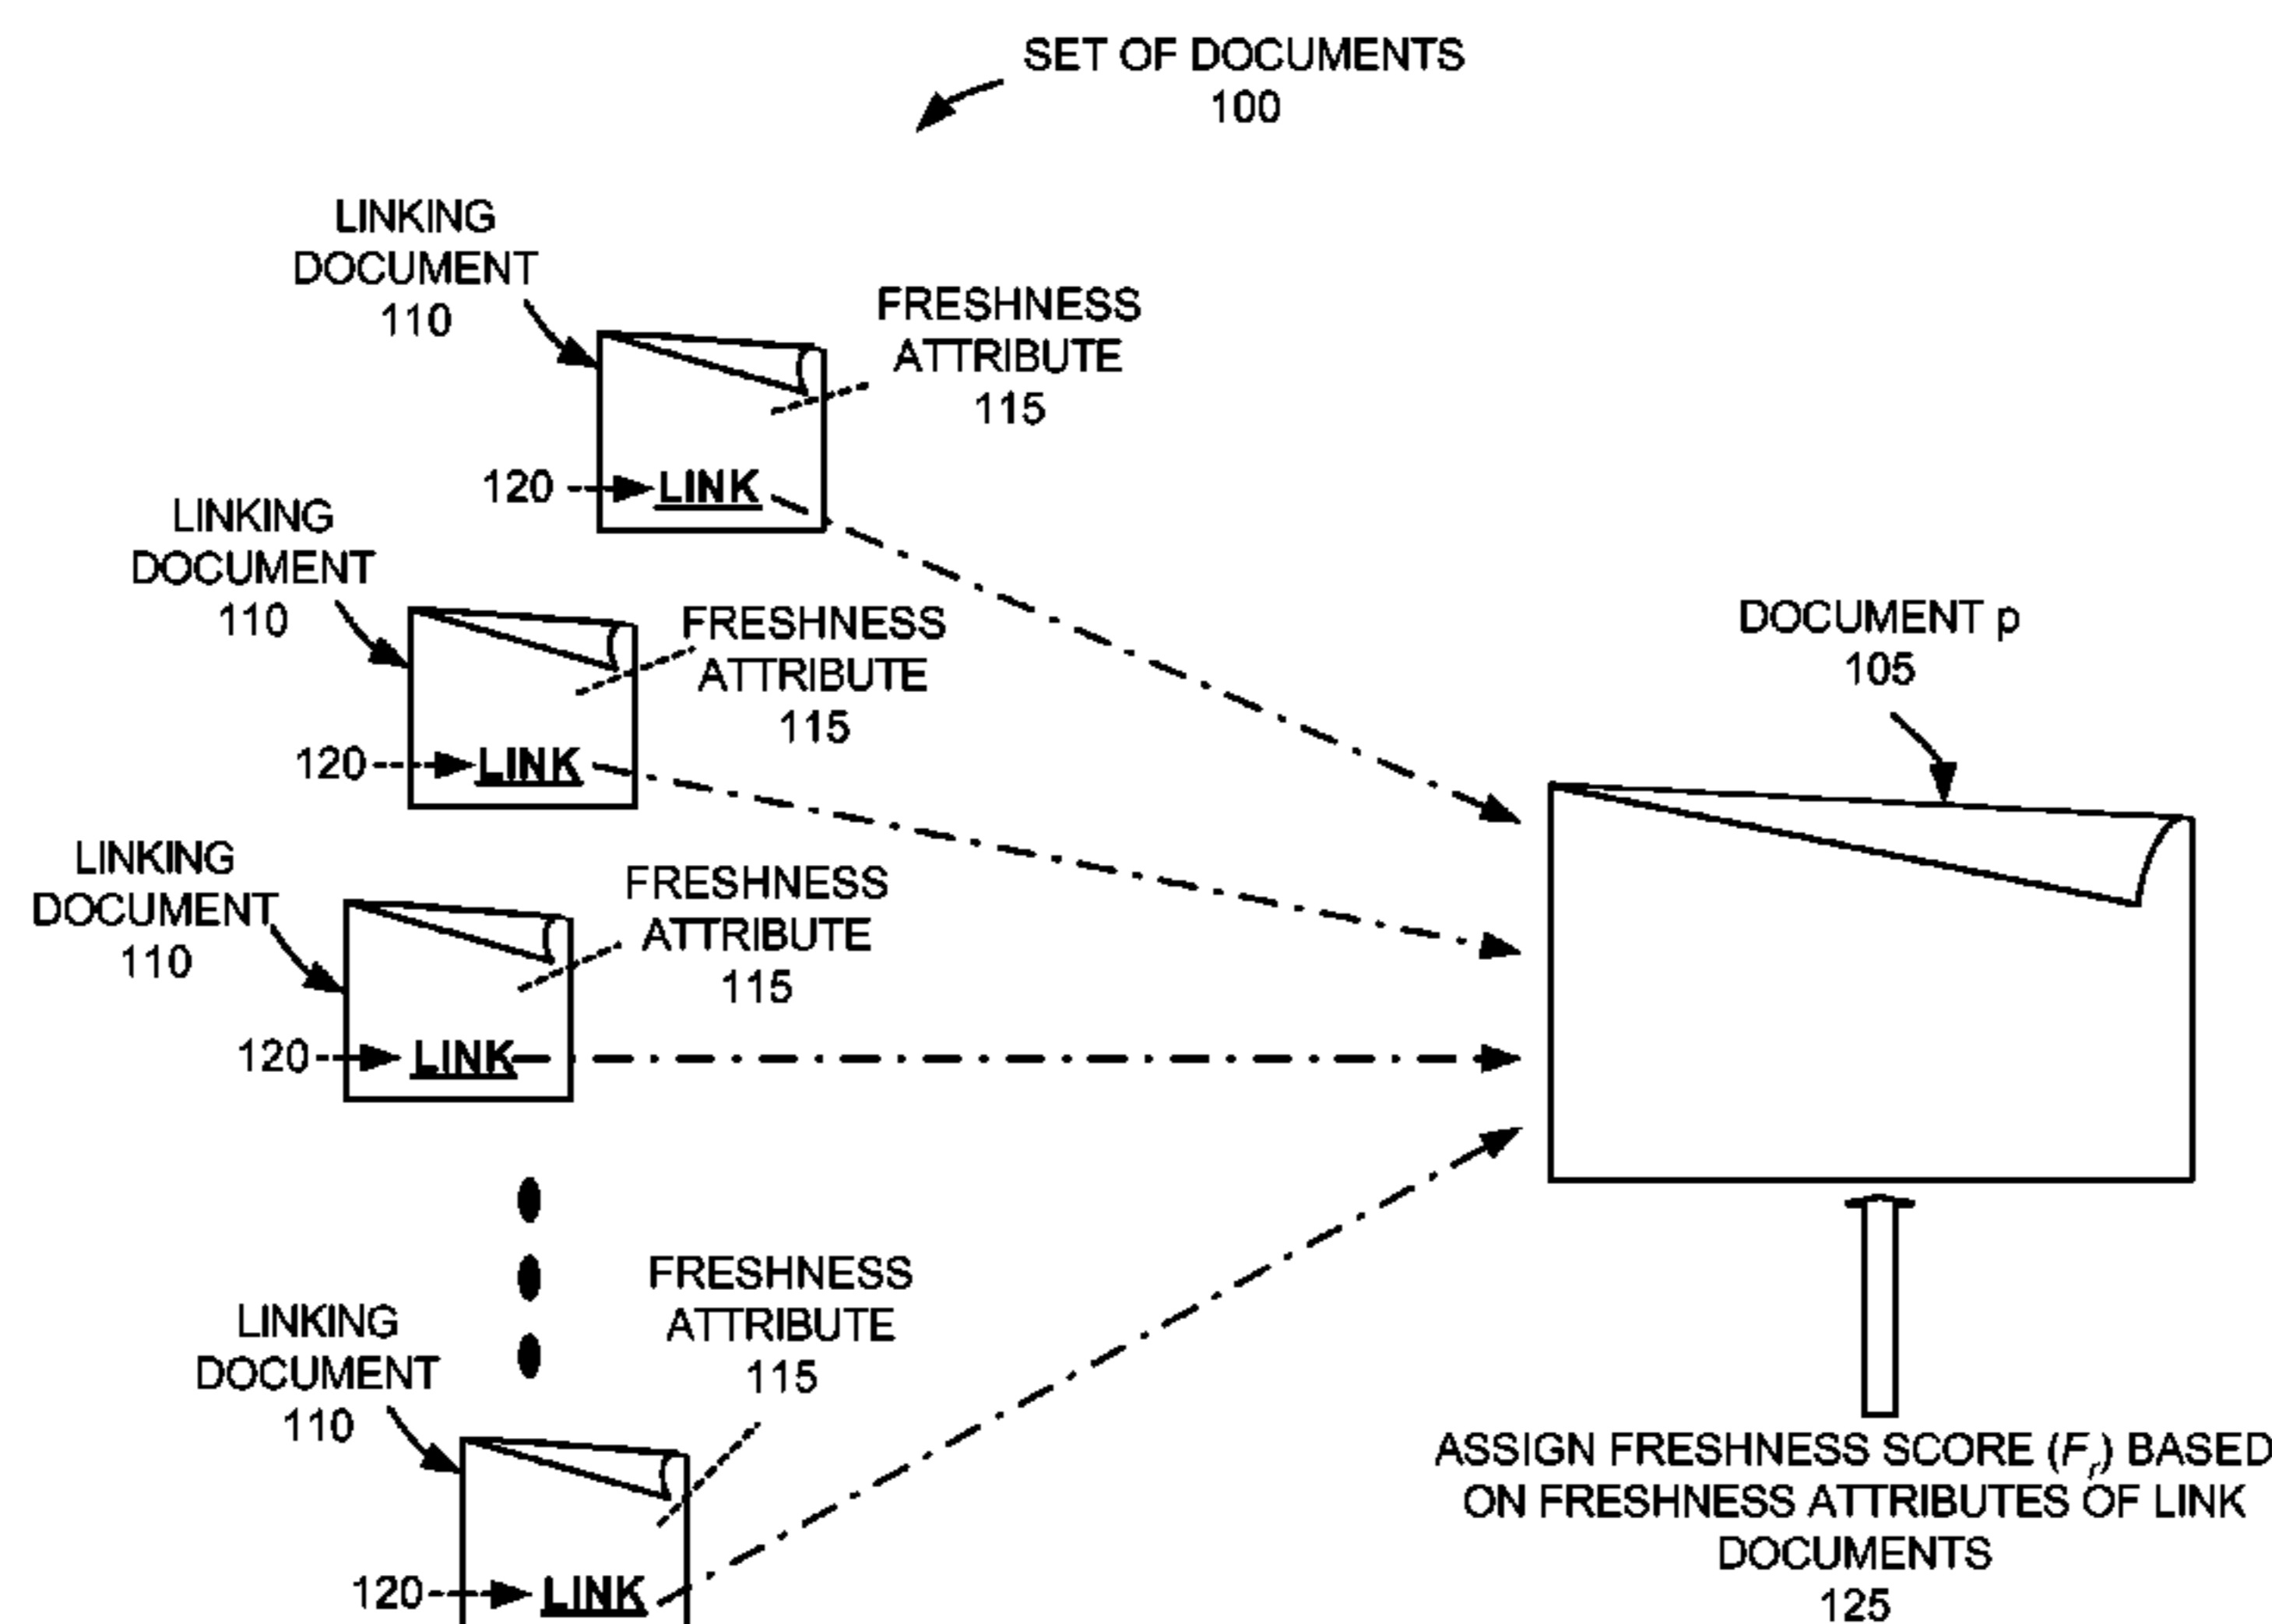 SET OF DOCUMENTS
100
LINKING
DOCUMENT
110
FRESHNESS
ATTRIBUTE
115
120
LINK
LINKING
DOCUMENT
110
FRESHNESS
ATTRIBUTE
115
120
LINK
DOCUMENT p
105
LINKING
DOCUMENT
110
FRESHNESS
ATTRIBUTE
115
120
LINK
LINKING
DOCUMENT
110
FRESHNESS
ATTRIBUTE
115
120
LINK
ASSIGN FRESHNESS SCORE (Fr) BASED
ON FRESHNESS ATTRIBUTES OF LINK
DOCUMENTS
125